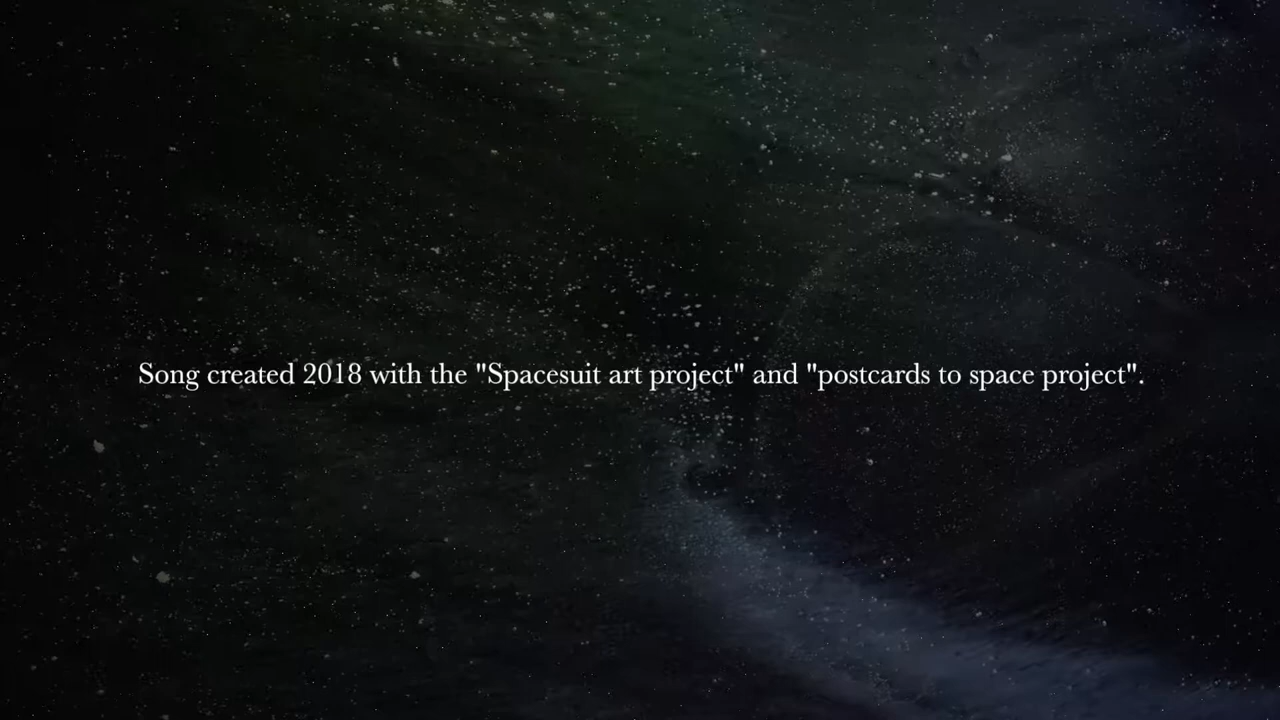 Song created 2018 with the "Spacesuit art project" and "postcards to space project".